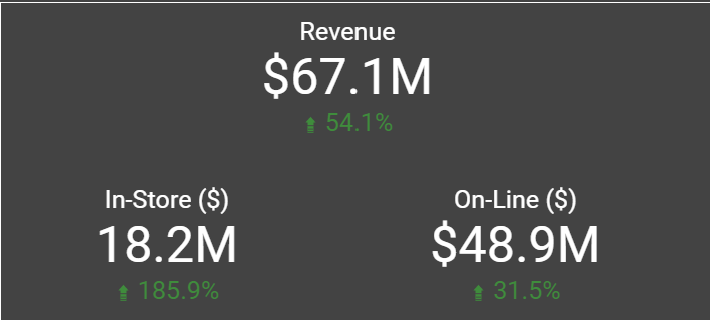 Revenue
$67.1M
54.1%
In-Store ($)
18.2M
185.9%
On-Line ($)
$48.9M
31.5%